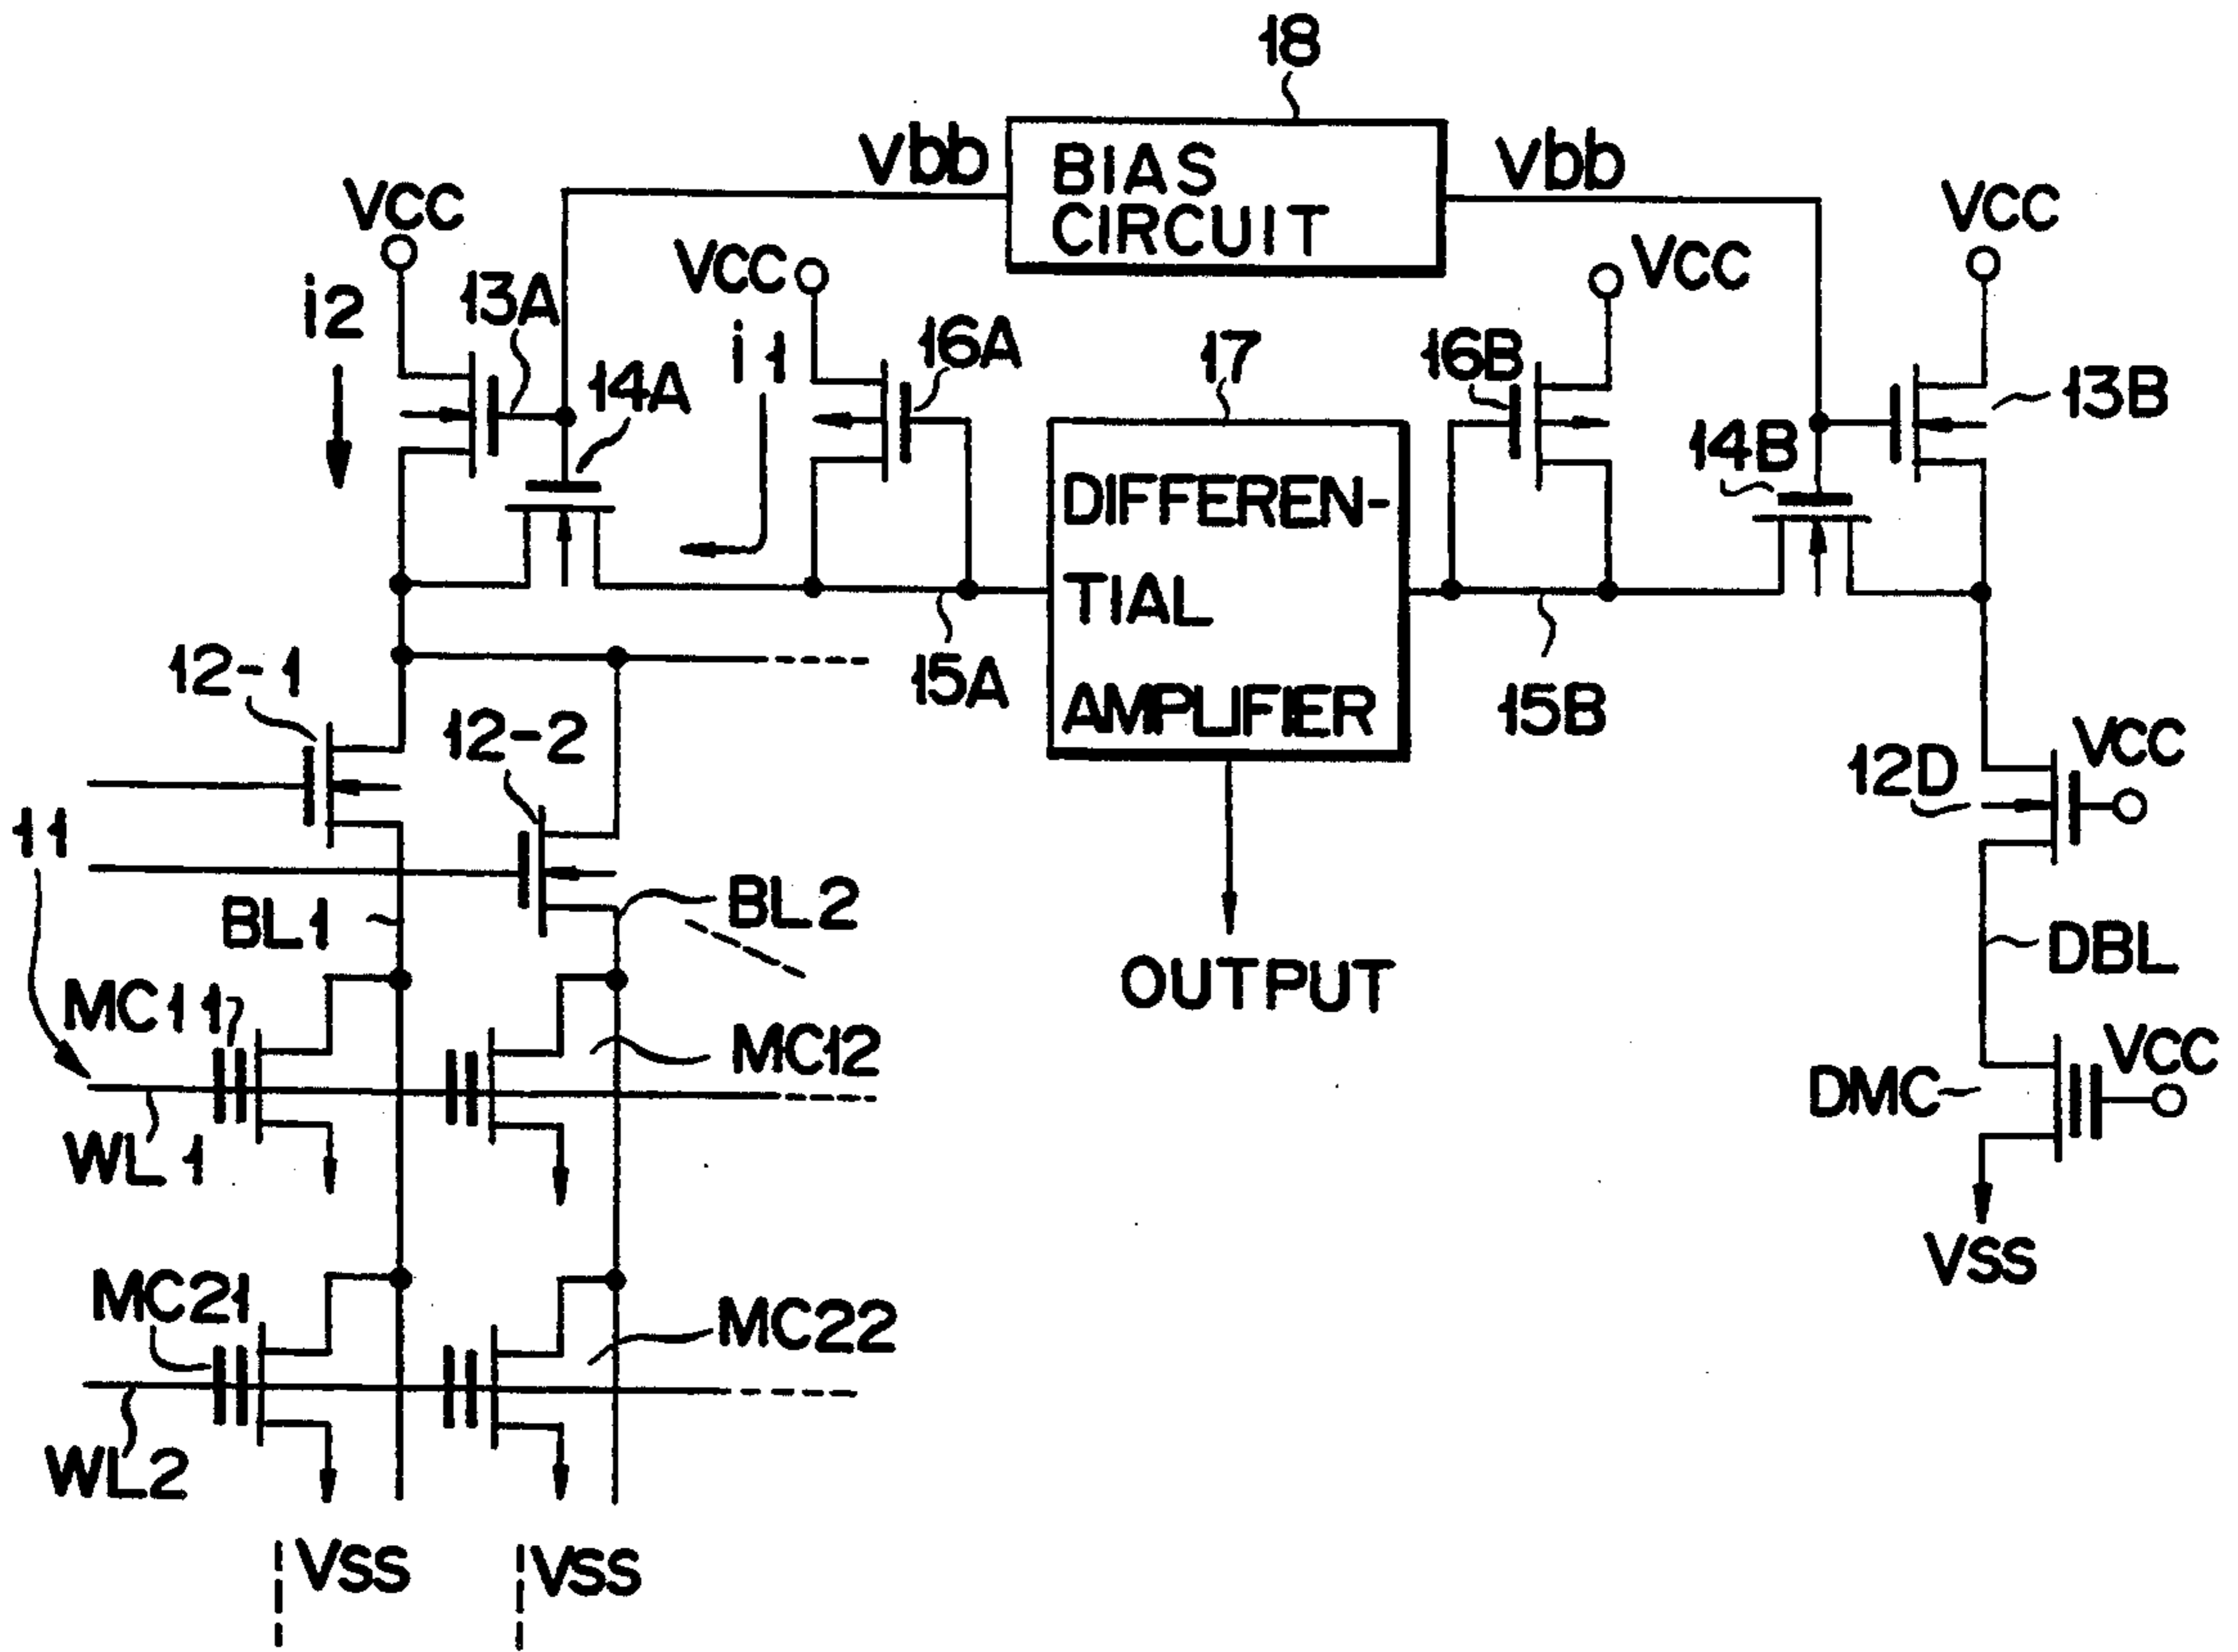 18
Vbb
BIAS
CIRCUIT
Vbb
VCC
VCC
VCC
VCC
i2
13A
14A
i1
16A
17
16B
14B
13B
DIFFEREN-
TIAL
AMPLIFIER
12-1
12-2
15A
15B
12D
VCC
11
BL1
BL2
OUTPUT
DBL
MC11
MC12
DMC
VCC
WL1
VSS
MC21
MC22
WL2
VSS
VSS